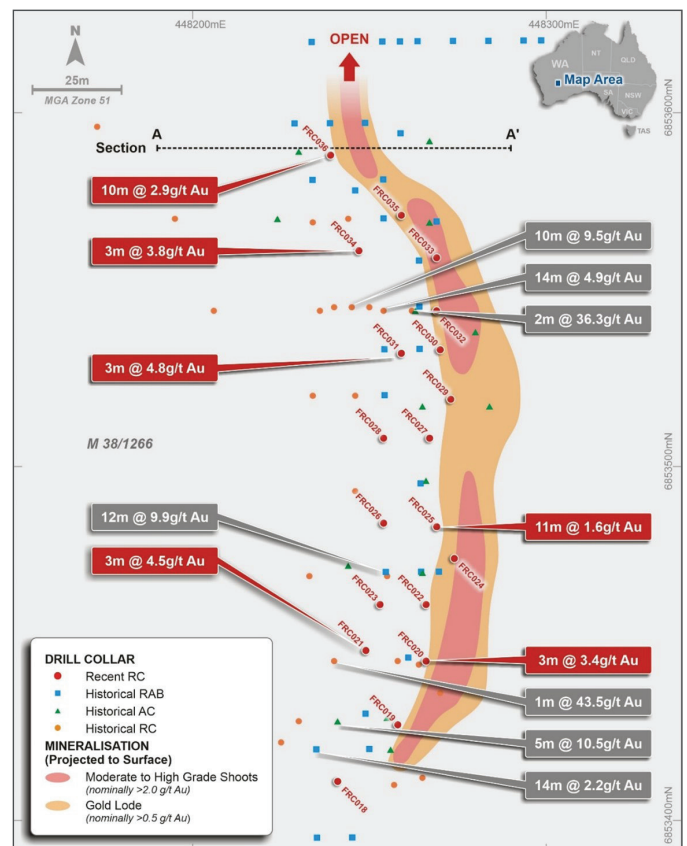 448200mE
448300mE
N
25m
MGA Zone 51
OPEN
WA
NT
QLD
SA
NSW
VIC
TAS
Map Area
6853600mN
Section
A
A'
FRC036
10m @ 2.9g/t Au
FRC035
FRC034
FRC033
3m @ 3.8g/t Au
10m @ 9.5g/t Au
14m @ 4.9g/t Au
2m @ 36.3g/t Au
FRC032
FRC030
FRC031
3m @ 4.8g/t Au
FRC029
FRC028
FRC027
M 38/1266
6853500mN
12m @ 9.9g/t Au
FRC026
FRC025
11m @ 1.6g/t Au
3m @ 4.5g/t Au
FRC024
FRC023
FRC022
FRC021
FRC020
3m @ 3.4g/t Au
1m @ 43.5g/t Au
FRC019
5m @ 10.5g/t Au
14m @ 2.2g/t Au
FRC018
6853400mN
DRILL COLLAR
Recent RC
Historical RAB
Historical AC
Historical RC
MINERALISATION
(Projected to Surface)
Moderate to High Grade Shoots
(nominally >2.0 g/t Au)
Gold Lode
(nominally >0.5 g/t Au)